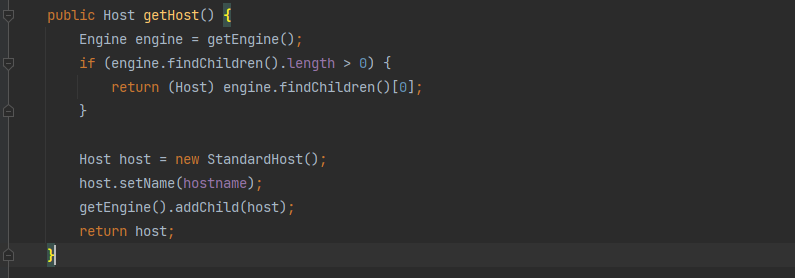 public Host getHost() {
Engine engine = getEngine();
if (engine.findChildren().length > 0) {
return (Host) engine.findChildren()[0];
}
Host host = new StandardHost();
host.setName(hostname);
getEngine().addChild(host);
return host;
}